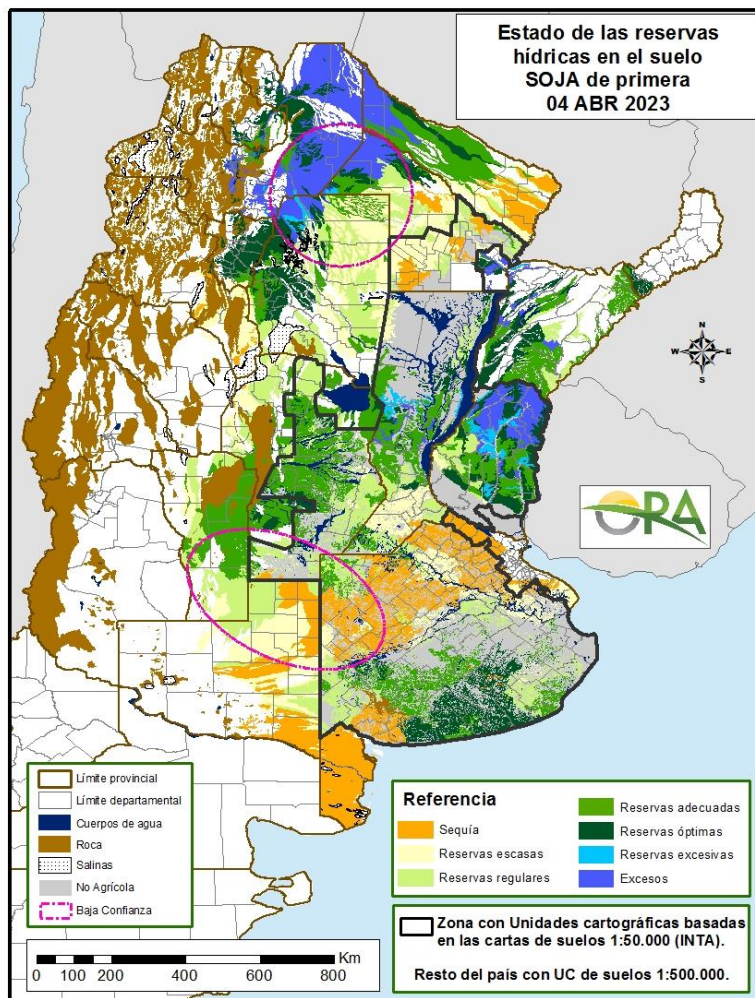 Estado de las reservas
hídricas en el suelo
SOJA de primera
04 ABR 2023
N
W
E
S
ORA
Límite provincial
Límite departamental
Cuerpos de agua
Roca
Salinas
No Agrícola
Baja Confianza
Referencia
Sequía
Reservas escasas
Reservas regulares
Reservas adecuadas
Reservas óptimas
Reservas excesivas
Excesos
Zona con Unidades cartográficas basadas
en las cartas de suelos 1:50.000 (INTA).
Resto del país con UC de suelos 1:500.000.
Km
0 100 200 400 600 800